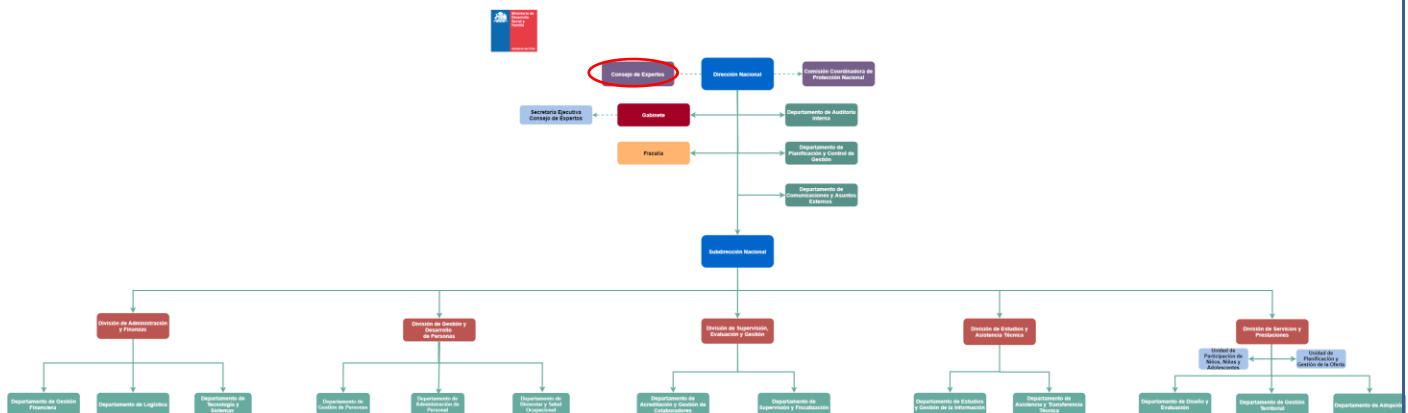 Ministerio de
Desarrollo
Social y
Familia
Gobierno de Chile
Consejo de Expertos
Dirección Nacional
Comisión Coordinadora de
Protección Nacional
Secretaría Ejecutiva
Consejo de Expertos
Gabinete
Departamento de Auditoría
Interna
Fiscalía
Departamento de
Planificación y Control de
Gestión
Departamento de
Comunicaciones y Asuntos
Externos
Subdirección Nacional
División de Administración
y Finanzas
División de Gestión y
Desarrollo
de Personas
División de Supervisión,
Evaluación y Gestión
División de Estudios y
Asistencia Técnica
División de Servicios y
Prestaciones
Unidad de
Participación de
Niños, Niñas y
Adolescentes
Unidad de
Planificación y
Gestión de la Oferta
Departamento de Gestión
Financiera
Departamento de Logística
Departamento de
Tecnología y
Sistemas
Departamento de
Gestión de Personas
Departamento de
Administración de
Personal
Departamento de
Bienestar y Salud
Ocupacional
Departamento de
Acreditación y Gestión de
Colaboradores
Departamento de
Supervisión y Fiscalización
Departamento de Estudios
y Gestión de la Información
Departamento de
Asistencia y Transferencia
Técnica
Departamento de Diseño y
Evaluación
Departamento de Gestión
Territorial
Departamento de Adopción